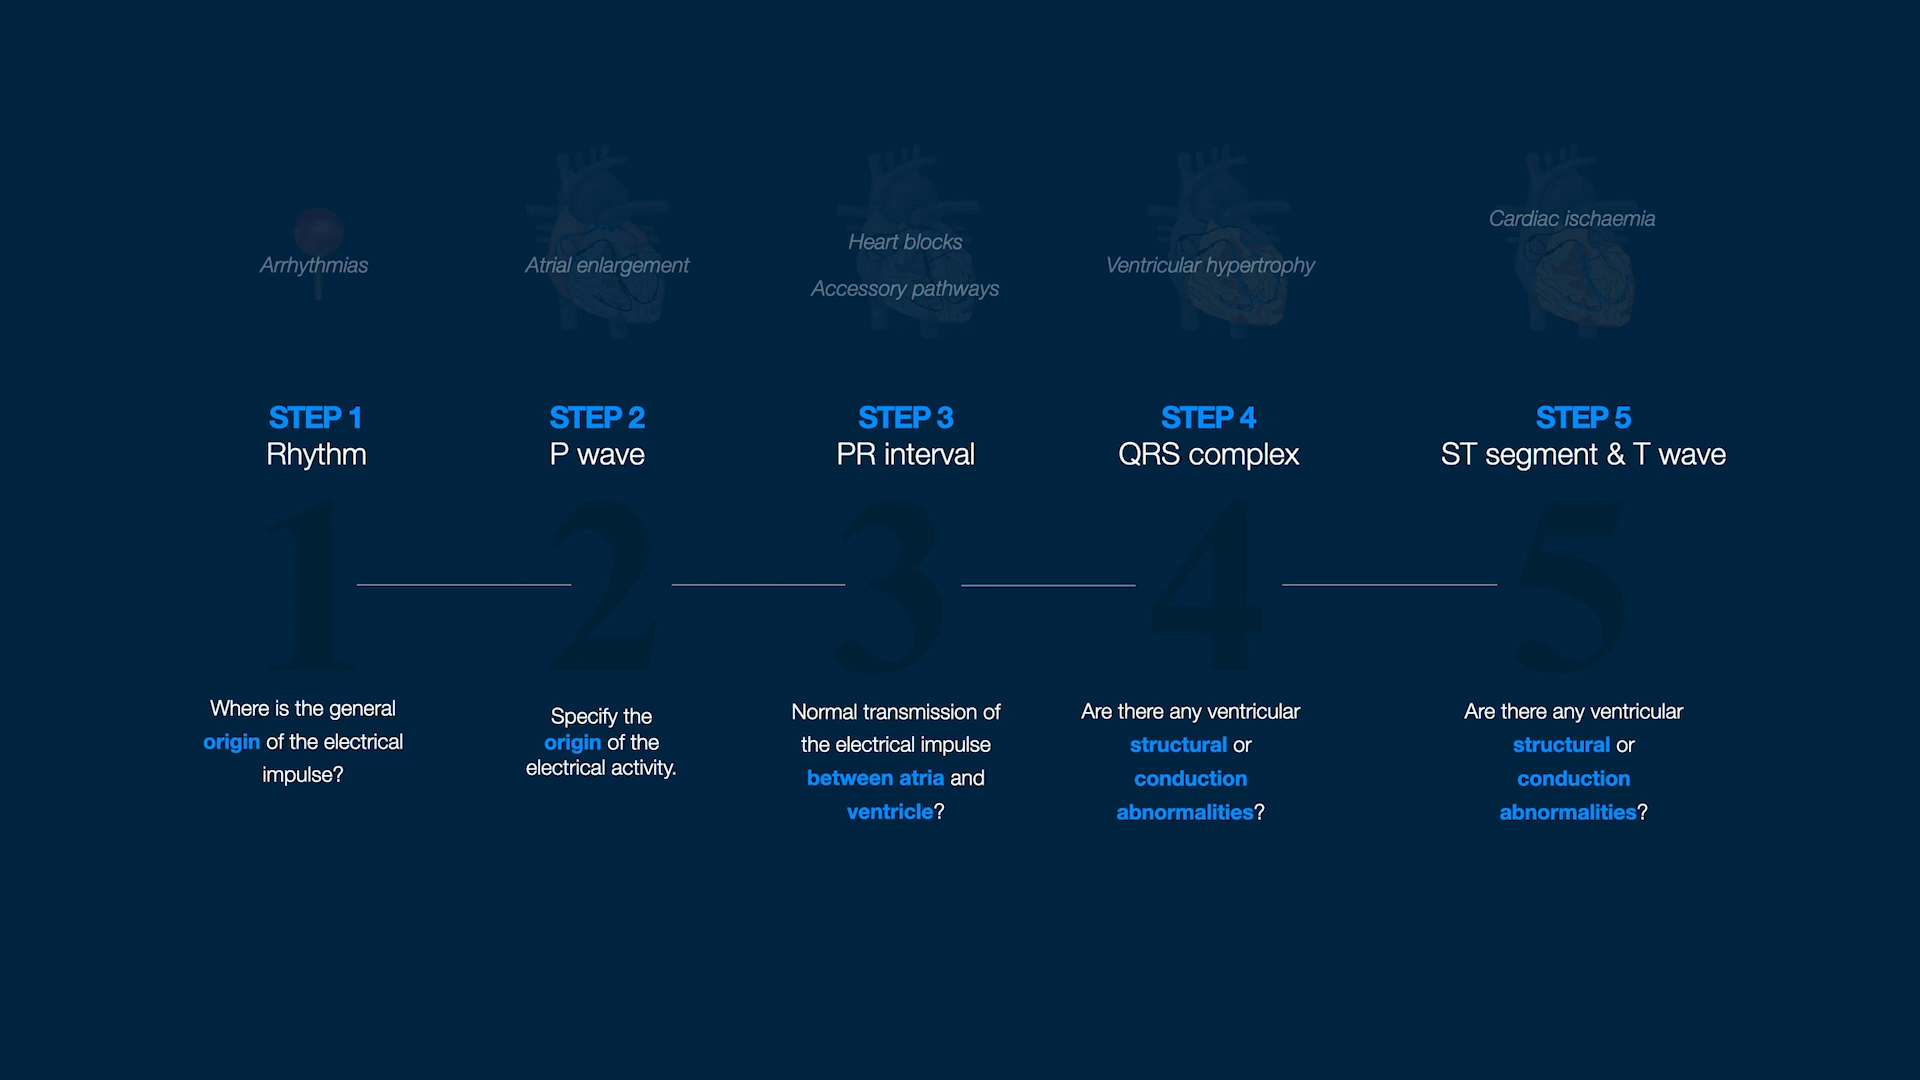 Arrhythmias
Atrial enlargement
Heart blocks
Accessory pathways
Ventricular hypertrophy
Cardiac ischaemia
STEP 1
Rhythm
STEP 2
P wave
STEP 3
PR interval
STEP 4
QRS complex
STEP 5
ST segment & T wave
1
2
3
4
5
Where is the general
origin of the electrical
impulse?
Specify the
origin of the
electrical activity.
Normal transmission of
the electrical impulse
between atria and
ventricle?
Are there any ventricular
structural or
conduction
abnormalities?
Are there any ventricular
structural or
conduction
abnormalities?